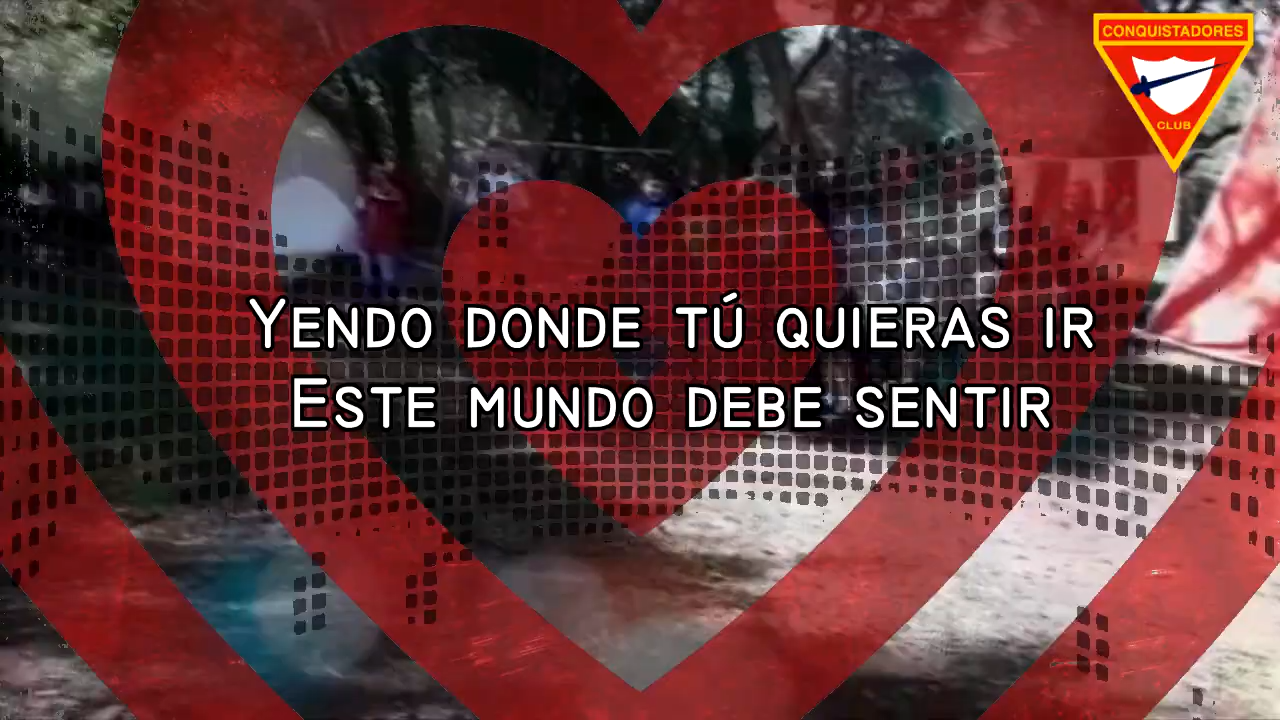 CONQUISTADORES
CLUB
Yendo donde tú quieras ir
Este mundo debe sentir